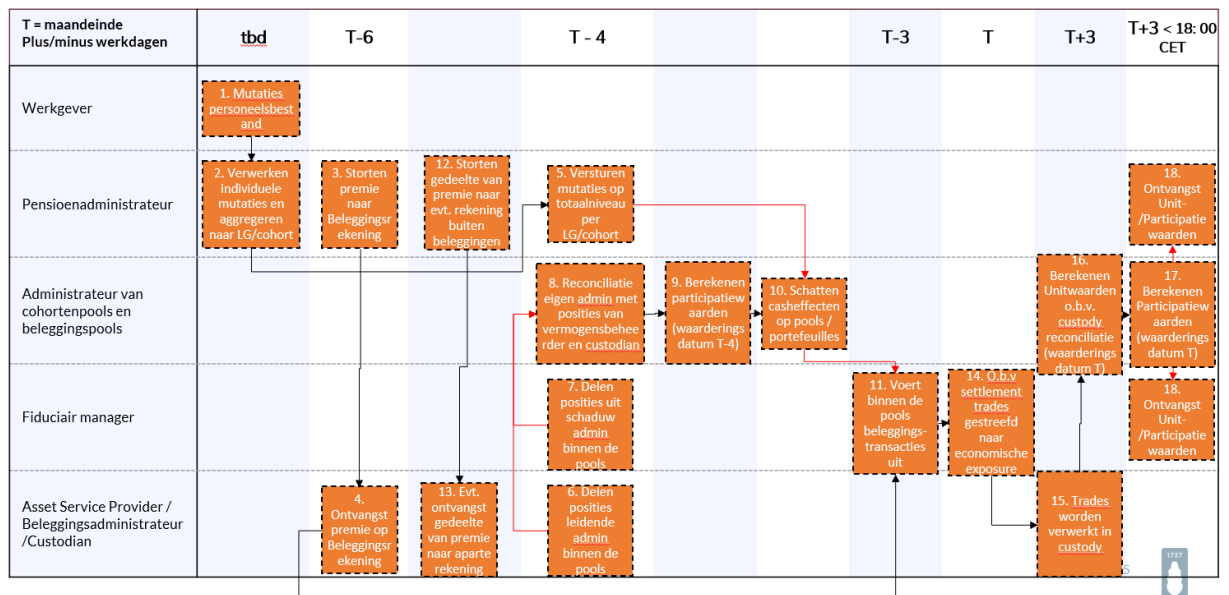 T = maandeinde
Plus/minus werkdagen
tbd
T-6
T - 4
T-3
T
T+3
T+3 < 18: 00
CET
Werkgever
1. Mutaties
personeelsbest
and
Pensioenadministrateur
2. Verwerken
individuele
mutaties en
aggregeren
naar LG/cohort
3. Storten
premie
naar
Beleggingsr
ekening
12. Storten
gedeelte van
premie naar
evt. rekening
buiten
beleggingen
5. Versturen
mutaties op
totaalniveau
per
LG/cohort
18.
Ontvangst
Unit-
/Participatie
waarden
Administrateur van
cohortenpools en
beleggingspools
8. Reconciliatie
eigen admin met
posities van
vermogensbehee
rder en custodian
9. Berekenen
participatiew
aarden
(waarderings
datum T-4)
10. Schatten
casheffecten
op pools /
portefeuilles
16.
Berekenen
Unitwaarden
o.b.v.
custody
reconciliatie
(waarderings
datum T)
17.
Berekenen
Participatiew
aarden
(waarderings
datum T)
Fiduciair manager
7. Delen
posities uit
schaduw
admin
binnen de
pools
11. Voert
binnen de
pools
beleggings-
transacties
uit
14. O.b.v
settlement
trades
gestreefd
naar
economische
exposure
18.
Ontvangst
Unit-
/Participatie
waarden
Asset Service Provider /
Beleggingsadministrateur
/Custodian
4.
Ontvangst
premie op
Beleggingsr
ekening
13. Evt.
ontvangst
gedeelte
van premie
naar aparte
rekening
6. Delen
posities
leidende
admin
binnen de
pools
15. Trades
worden
verwerkt in
custody
5
1737